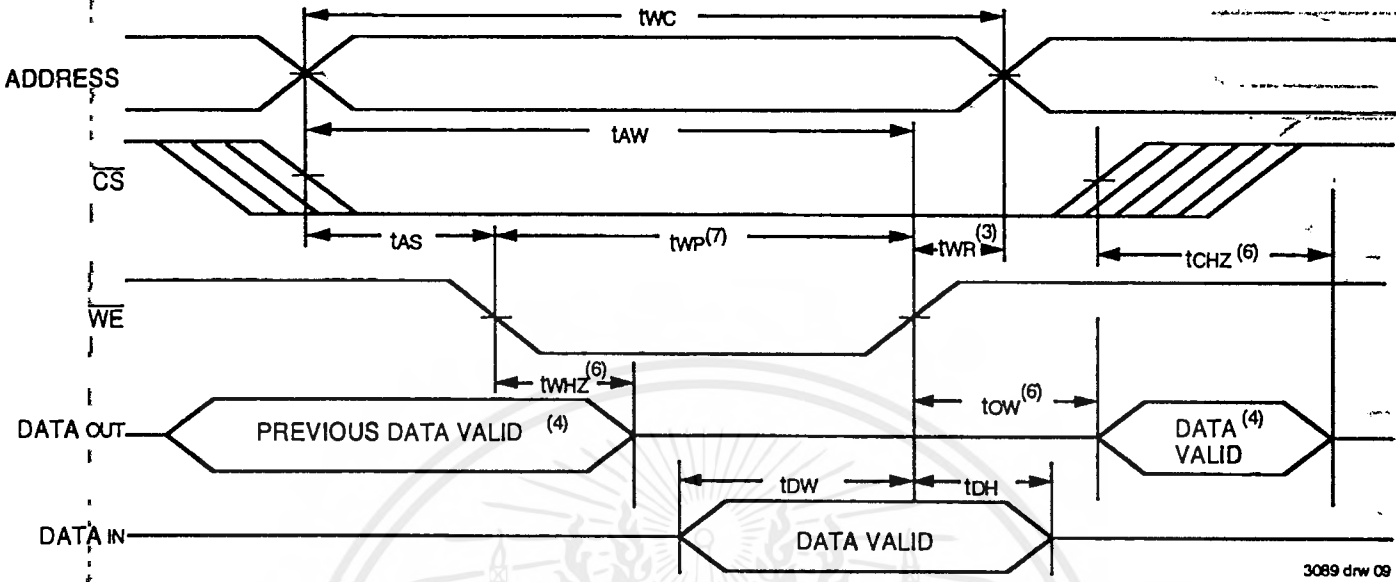 tWC
ADDRESS
tAW
CS
tAS
tWP(7)
tWR(3)
tCHZ(6)
WE
tWHZ(6)
tOW(6)
DATA OUT
PREVIOUS DATA VALID (4)
DATA (4)
VALID
tDW
tDH
DATA IN
DATA VALID
3089 drw 09